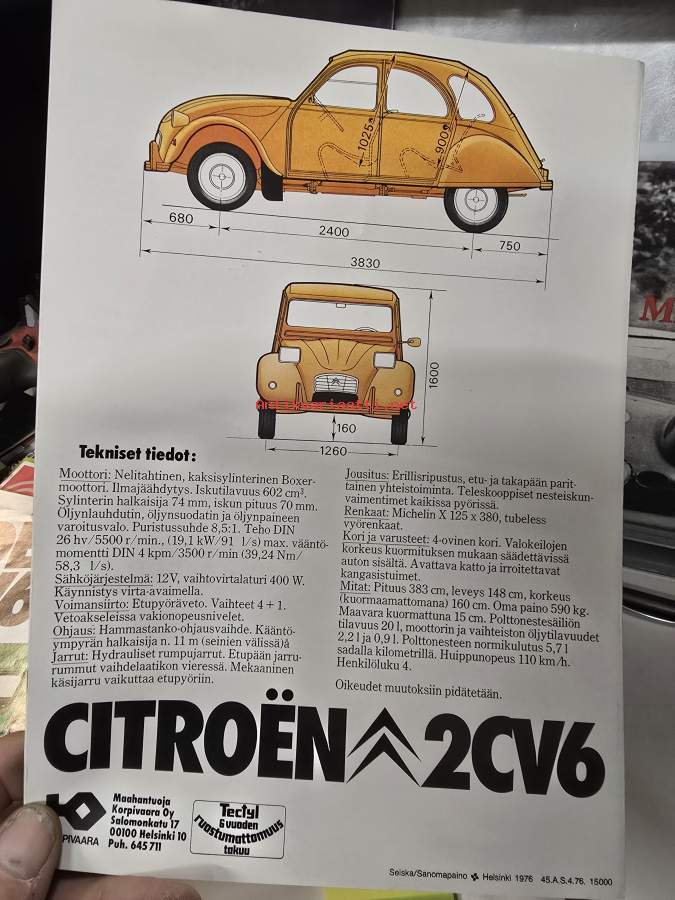 1025
900
680
2400
750
3830
1600
Antikvariaatti.net
160
1260
Tekniset tiedot:
Moottori: Nelitahtinen, kaksisylinterinen Boxer-
moottori. Ilmajäähdytys. Iskutilavuus 602 cm³.
Sylinterin halkaisija 74 mm, iskun pituus 70 mm.
Öljynlauhdutin, öljynsuodatin ja öljynpaineen
varoitusvalo. Puristussuhde 8,5:1. Teho DIN
26 hv/5500 r/min., (19,1 kW/91 l/s) max. vääntö-
momentti DIN 4 kpm/3500 r/min (39,24 Nm/
58,3 l/s).
Sähköjärjestelmä: 12V, vaihtovirtalaturi 400 W.
Käynnistys virta-avaimella.
Voimansiirto: Etupyöräveto. Vaihteet 4+1.
Vetoakseleissa vakionopeusnivelet.
Ohjaus: Hammastanko-ohjausvaihde. Kääntö-
ympyrän halkaisija n. 11 m (seinien välissä)å
Jarrut: Hydrauliset rumpujarrut. Etupään jarru-
rummut vaihdelaatikon vieressä. Mekaaninen
käsijarru vaikuttaa etupyöriin.
Jousitus: Erillisripustus, etu- ja takapään parit-
tainen yhteistoiminta. Teleskooppiset nesteiskun-
vaimentimet kaikissa pyörissä.
Renkaat: Michelin X 125 x 380, tubeless
vyörenkaat.
Kori ja varusteet: 4-ovinen kori. Valokeilojen
korkeus kuormituksen mukaan säädettävissä
auton sisältä. Avattava katto ja irroitettavat
kangasistuimet.
Mitat: Pituus 383 cm, leveys 148 cm, korkeus
(kuormaamattomana) 160 cm. Oma paino 590 kg.
Maavara kuormattuna 15 cm. Polttonestesäiliön
tilavuus 20 l, moottorin ja vaihteiston öljytilavuudet
2,2 l ja 0,9 l. Polttonesteen normikulutus 5,7 l
sadalla kilometrillä. Huippunopeus 110 km/h.
Henkilöluku 4.
Oikeudet muutoksiin pidätetään.
CITROËN 2CV6
PIVAARA
Maahantuoja
Korpivaara Oy
Salomonkatu 17
00100 Helsinki 10
Puh. 645 711
Tectyl
6 vuoden
ruostumattomuus
takuu
Seiska/Sanomapaino Helsinki 1976 45.A.S.4.76. 15000
M